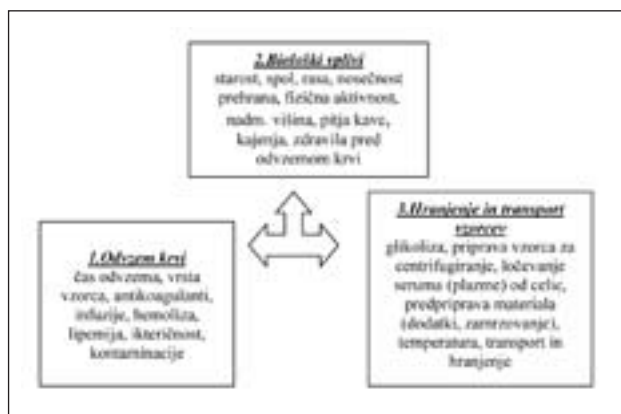 2.Biološki vplivi
starost, spol, rasa, nosečnost
prehrana, fizična aktivnost,
nadm. višina, pitja kave,
kajenja, zdravila pred
odvzemom krvi
1.Odvzem krvi
čas odvzema, vrsta
vzorca, antikoagulanti,
infuzije, hemoliza,
lipemija, ikteričnost,
kontaminacije
3.Hranjenje in transport
vzorcev
glikoliza, priprava vzorca za
centrifugiranje, ločevanje
seruma (plazme) od celic,
predpriprava materiala
(dodatki, zamrzovanje),
temperatura, transport in
hranjenje